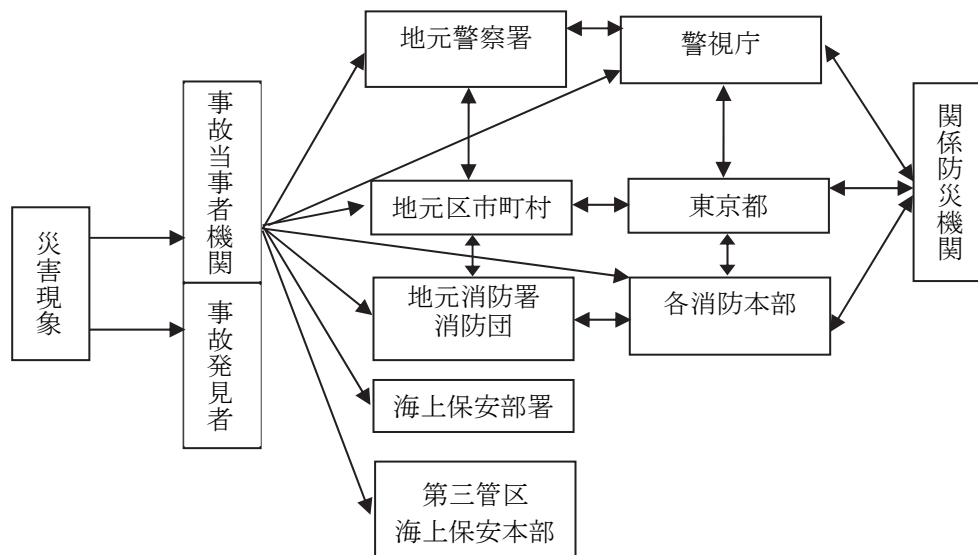 災害現象
事故当事者機関
事故発見者
地元警察署
警視庁
地元区市町村
東京都
地元消防署
消防団
各消防本部
海上保安部署
第三管区
海上保安本部
関係防災機関